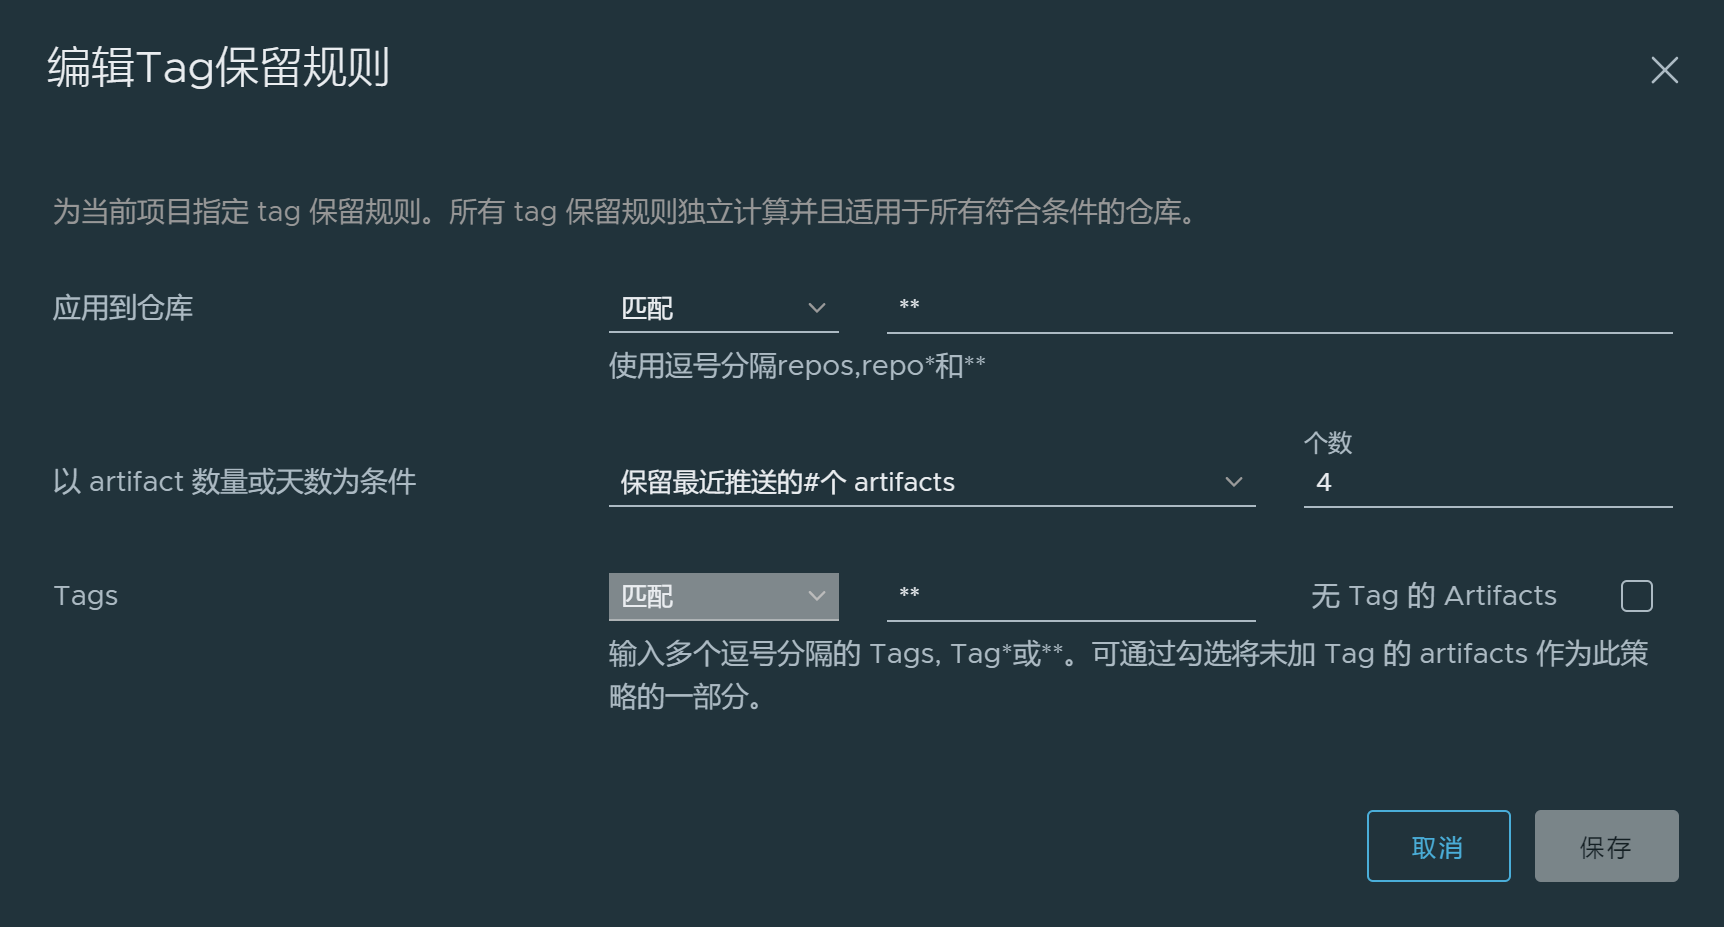 编辑Tag保留规则
为当前项目指定 tag 保留规则。所有 tag 保留规则独立计算并且适用于所有符合条件的仓库。
应用到仓库 匹配 **
使用逗号分隔repos,repo*和**
个数
以 artifact 数量或天数为条件 保留最近推送的#个 artifacts 4
Tags 匹配 ** 无 Tag 的 Artifacts
输入多个逗号分隔的 Tags, Tag*或**。可通过勾选将未加 Tag 的 artifacts 作为此策
略的一部分。
取消 保存